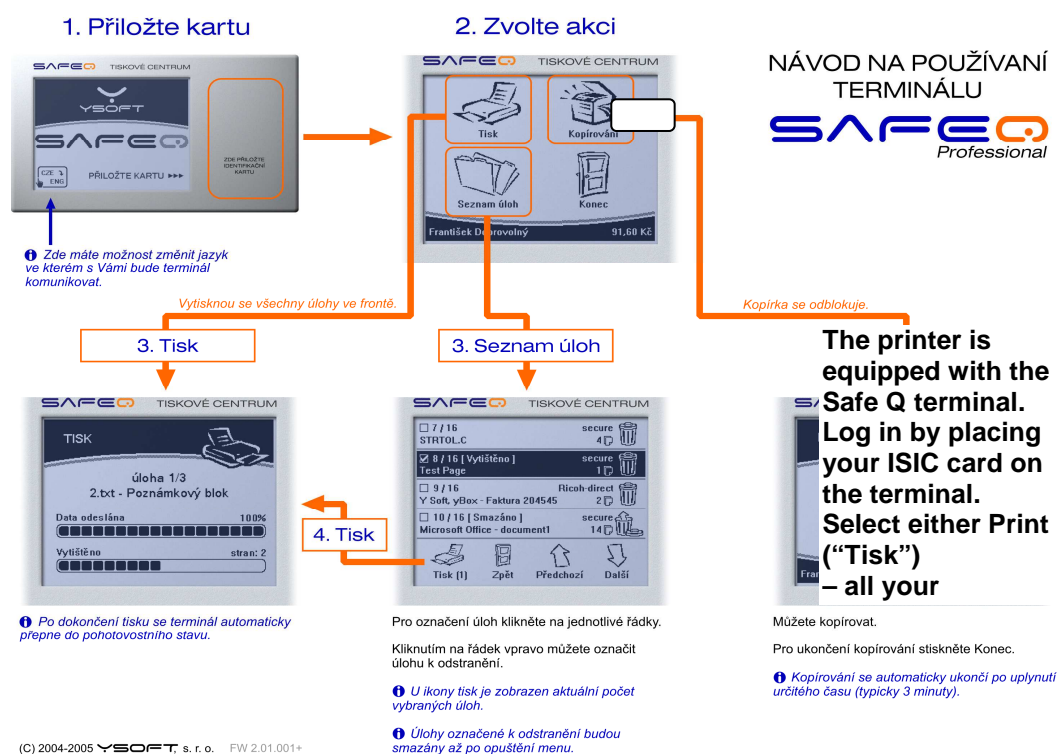 1. Přiložte kartu
2. Zvolte akci
NÁVOD NA POUŽÍVANÍ
TERMINÁLU
SAFEQ
Professional
SAFEQ TISKOVÉ CENTRUM
YSOFT
SAFEQ
CZE
ENG
PŘILOŽTE KARTU
ZDE PŘILOŽTE
IDENTIFIKAČNÍ
KARTU
Zde máte možnost změnit jazyk
ve kterém s Vámi bude terminál
komunikovat.
SAFEQ TISKOVÉ CENTRUM
Tisk
Kopírování
Seznam úloh
Konec
František Dobrovolný 91,60 Kč
Vytisknou se všechny úlohy ve frontě.
Kopírka se odblokuje.
3. Tisk
SAFEQ TISKOVÉ CENTRUM
TISK
úloha 1/3
2.txt - Poznámkový blok
Data odeslána 100%
Vytištěno stran: 2
Po dokončení tisku se terminál automaticky
přepne do pohotovostního stavu.
3. Seznam úloh
SAFEQ TISKOVÉ CENTRUM
7 / 16 secure
STRTOL.C 4
8 / 16 [ Vytištěno ] secure
Test Page 1
9 / 16 Ricoh-direct
Y Soft, yBox - Faktura 204545 2
10 / 16 [ Smazáno ] secure
Microsoft Office - document1 14
Tisk (1) Zpět Předchozí Další
4. Tisk
Pro označení úloh klikněte na jednotlivé řádky.
Kliknutím na řádek vpravo můžete označit
úlohu k odstranění.
U ikony tisk je zobrazen aktuální počet
vybraných úloh.
Úlohy označené k odstranění budou
smazány až po opuštění menu.
The printer is
equipped with the
Safe Q terminal.
Log in by placing
your ISIC card on
the terminal.
Select either Print
(“Tisk”)
– all your
Fran
Můžete kopírovat.
Pro ukončení kopírování stiskněte Konec.
Kopírování se automaticky ukončí po uplynutí
určitého času (typicky 3 minuty).
(C) 2004-2005 YSOFT, s. r. o. FW 2.01.001+